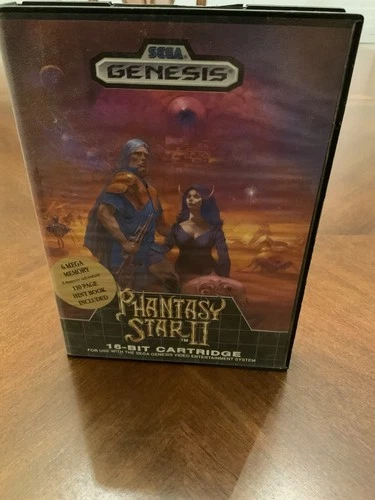 SEGA
GENESIS
6 MEGA
MEMORY
110 PAGE
HINT BOOK
INCLUDED
PHANTASY
STAR II
TM
16-BIT CARTRIDGE
FOR USE WITH THE SEGA GENESIS VIDEO ENTERTAINMENT SYSTEM